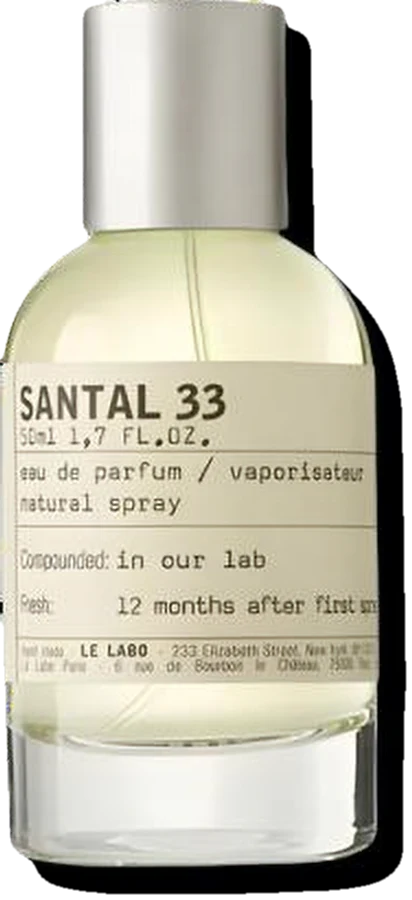 SANTAL 33
50ml 1,7 FL.OZ.
eau de parfum / vaporisateur
natural spray
Compounded: in our lab
Fresh: 12 months after first
LE LABO - 233 Elizabeth Street, New York
6 rue de Bourbon le Château, 75006